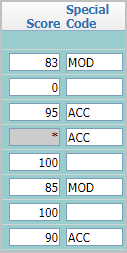 Score Special Code
83 MOD
0
95 ACC
* ACC
100
85 MOD
100
90 ACC